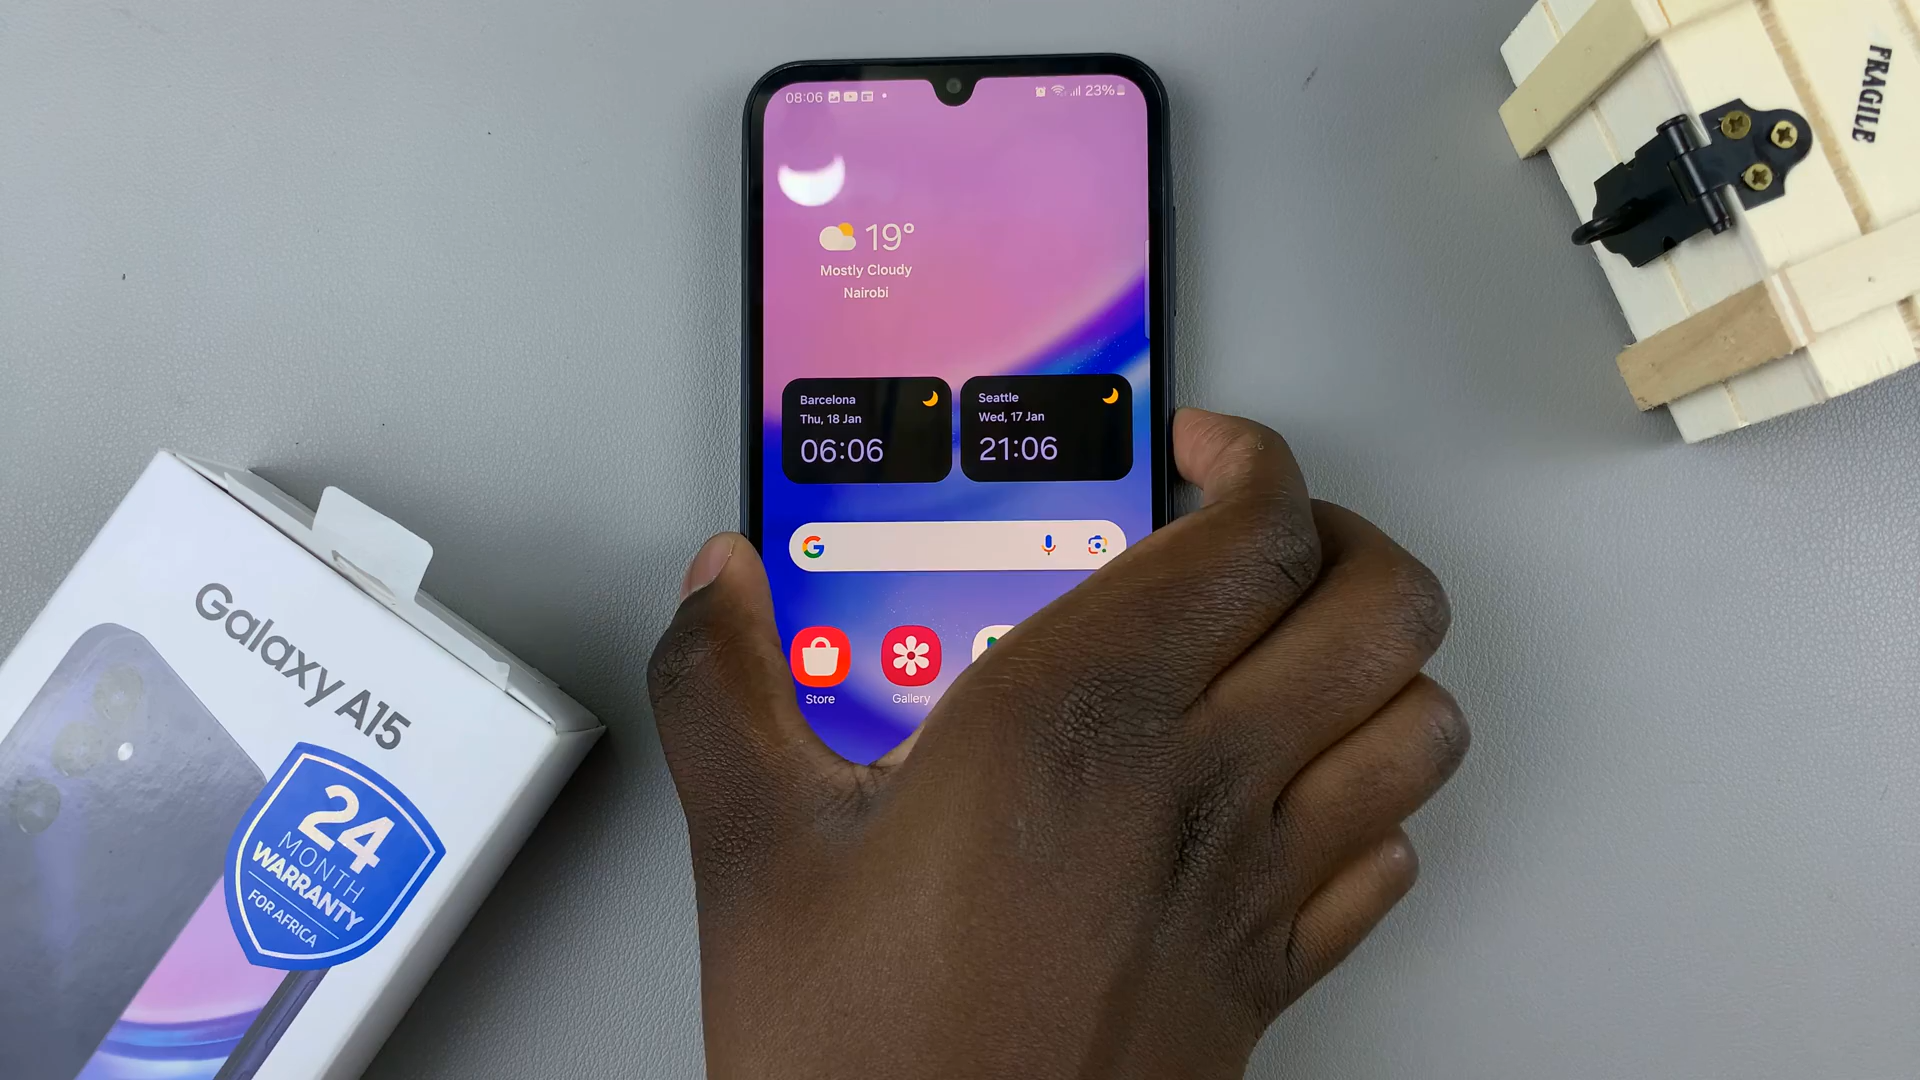 08:06
23%
19°
Mostly Cloudy
Nairobi
Barcelona
Thu, 18 Jan
06:06
Seattle
Wed, 17 Jan
21:06
Store
Gallery
Galaxy A15
24
MONTH
WARRANTY
FOR AFRICA
FRAGILE